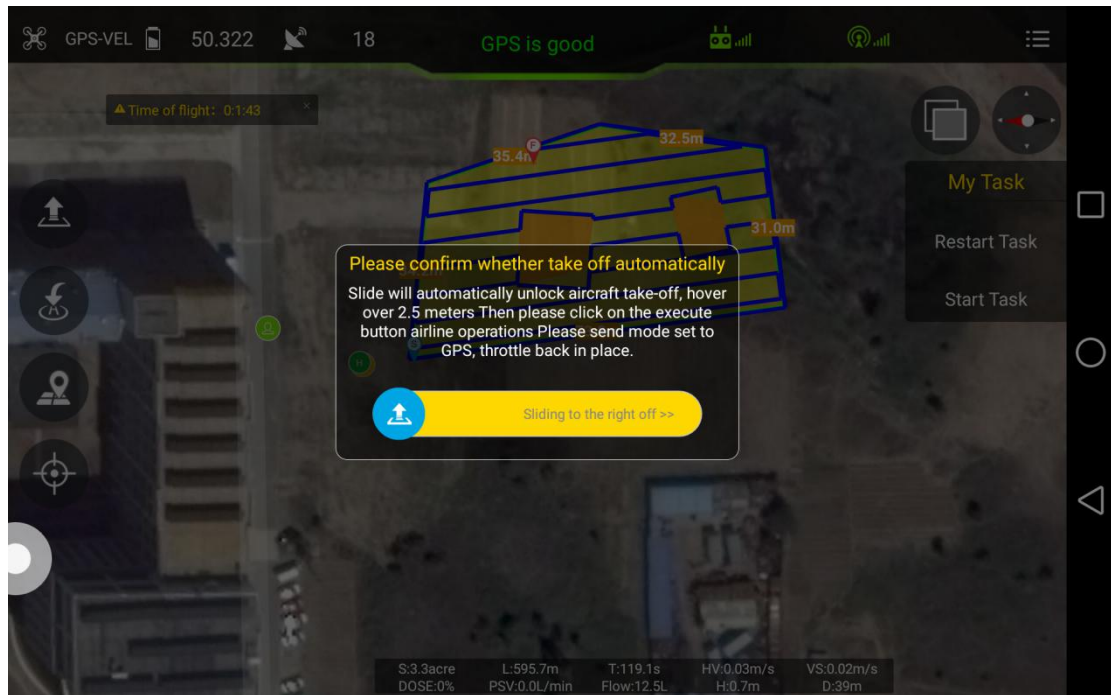 GPS-VEL 50.322 18 GPS is good
Time of flight: 0:1:43 ×
32.5m
35.4m
P
My Task
31.0m
Restart Task
Please confirm whether take off automatically
Slide will automatically unlock aircraft take-off, hover
over 2.5 meters Then please click on the execute
button airline operations Please send mode set to
GPS, throttle back in place.
Start Task
H
Sliding to the right off >>
S:3.3acre L:595.7m T:119.1s HV:0.03m/s VS:0.02m/s
DOSE:0% PSV:0.0L/min Flow:12.5L H:0.7m D:39m